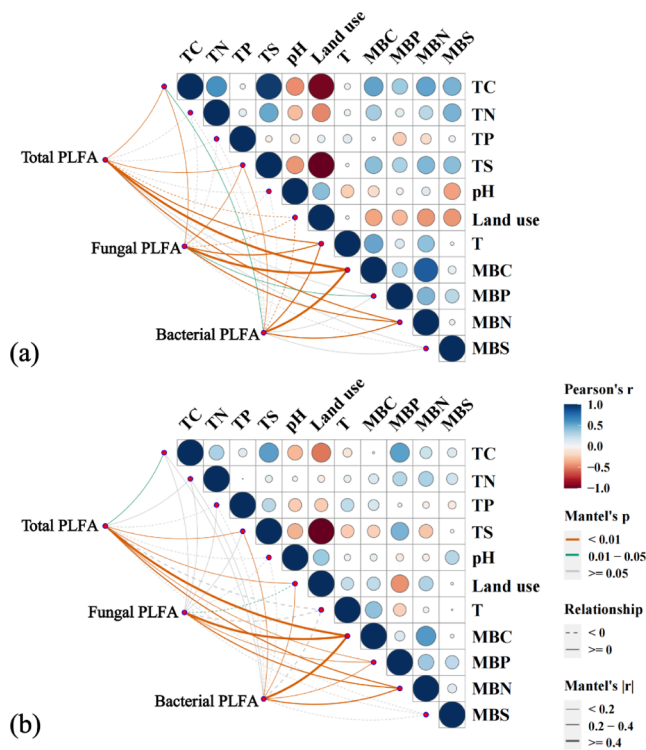 TC TN TP TS pH Land use T MBC MBP MBN MBS
TC
TN
Total PLFA TP
TS
pH
Fungal PLFA Land use
T
MBC
MBP
Bacterial PLFA MBN
(a) MBS
TC TN TP TS pH Land use T MBC MBP MBN MBS
TC
TN
Total PLFA TP
TS
pH
Fungal PLFA Land use
T
MBC
MBP
Bacterial PLFA MBN
(b) MBS
Pearson's r
1.0
0.5
0.0
−0.5
−1.0
Mantel's p
< 0.01
0.01 − 0.05
>= 0.05
Relationship
< 0
>= 0
Mantel's |r|
< 0.2
0.2 − 0.4
>= 0.4